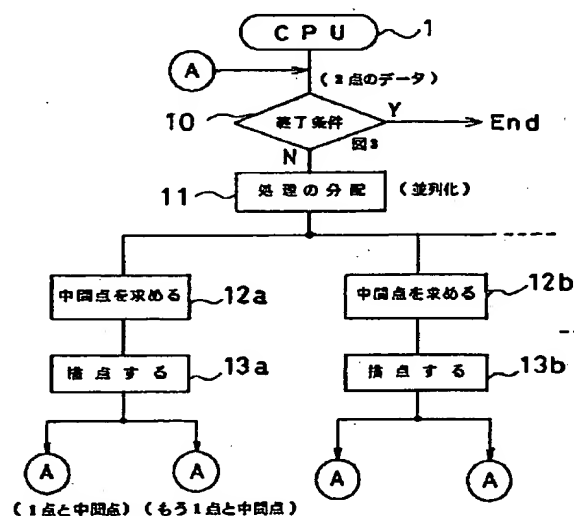 CPU 1
A
(2点のデータ)
10 終了条件 Y End
図3
N
11 処理の分配 (並列化)
中間点を求める 12a 中間点を求める 12b
描点する 13a 描点する 13b
A A A A
(1点と中間点) (もう1点と中間点)